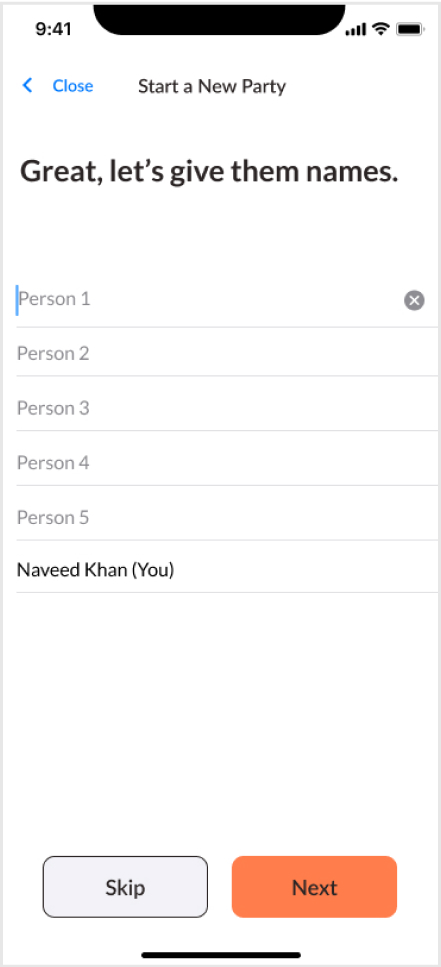 9:41
Close Start a New Party
Great, let’s give them names.
Person 1
Person 2
Person 3
Person 4
Person 5
Naveed Khan (You)
Skip Next